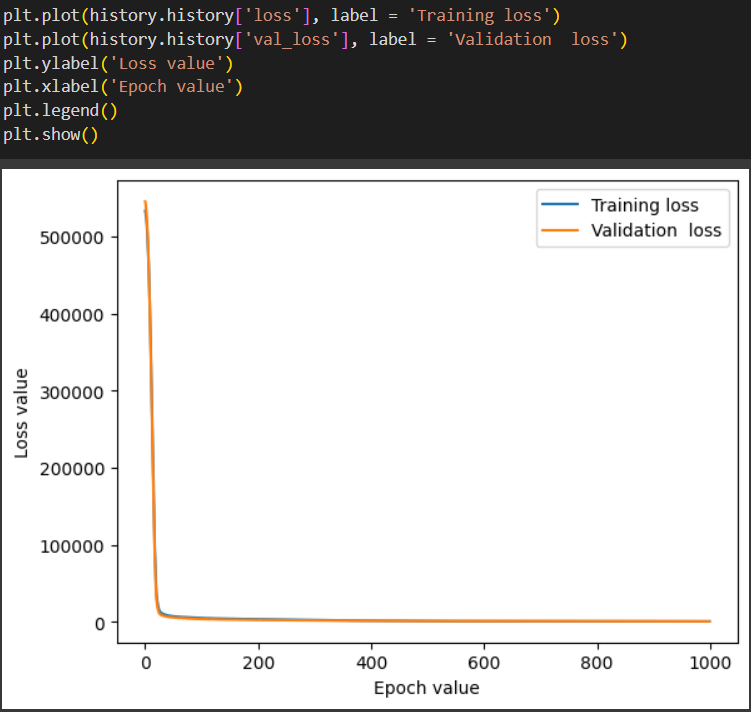 plt.plot(history.history['loss'], label = 'Training loss')
plt.plot(history.history['val_loss'], label = 'Validation  loss')
plt.ylabel('Loss value')
plt.xlabel('Epoch value')
plt.legend()
plt.show()
Training loss
Validation  loss
500000
400000
300000
200000
100000
0
Loss value
0 200 400 600 800 1000
Epoch value